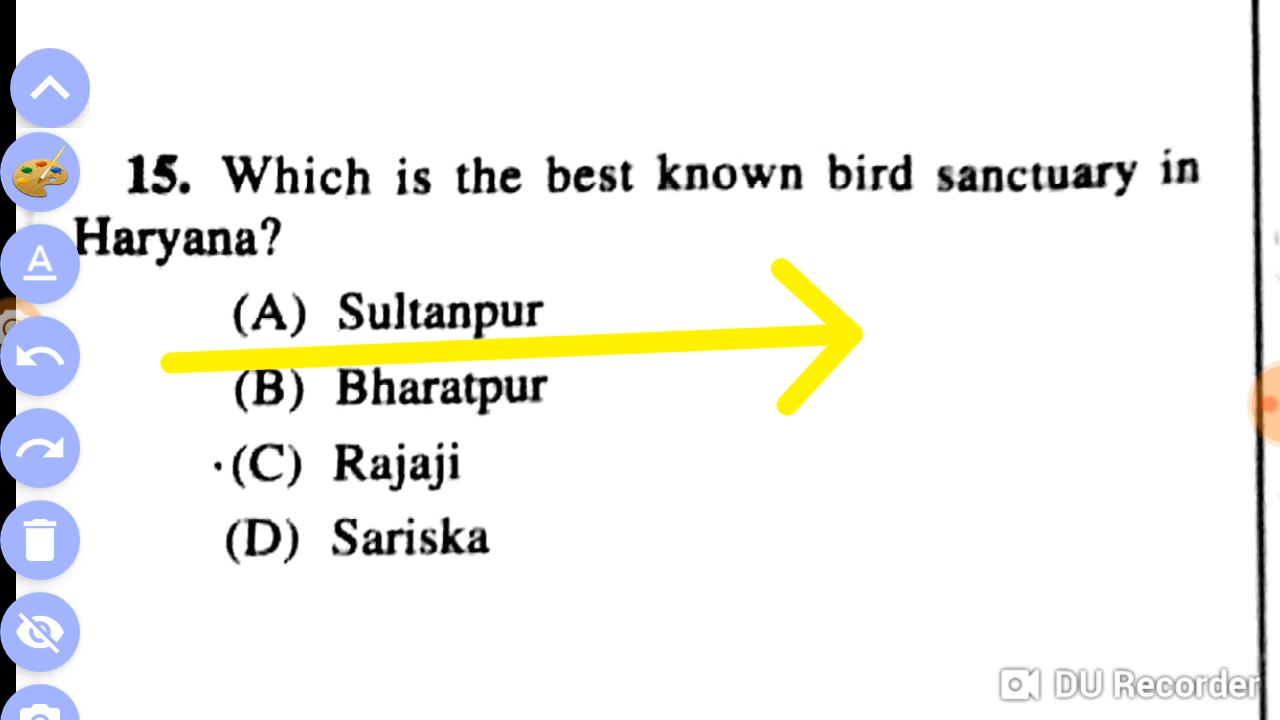 15. Which is the best known bird sanctuary in
Haryana?
(A) Sultanpur
(B) Bharatpur
(C) Rajaji
(D) Sariska
A
DU Recorder